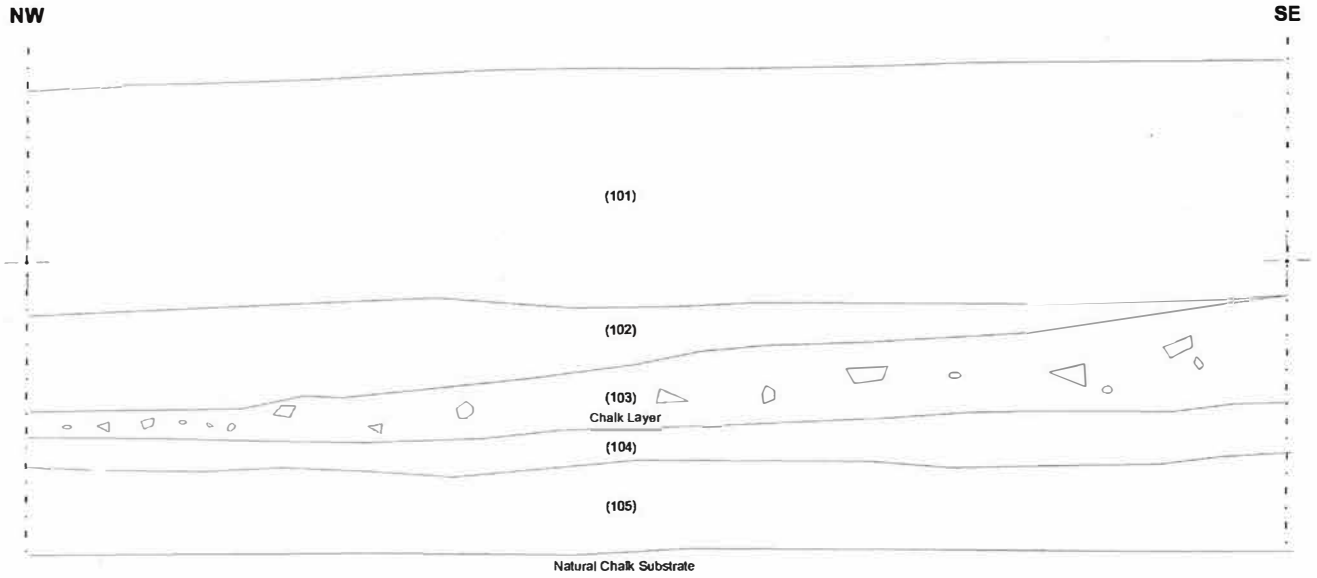 NW
SE
(101)
(102)
(103)
Chalk Layer
(104)
(105)
Natural Chalk Substrate